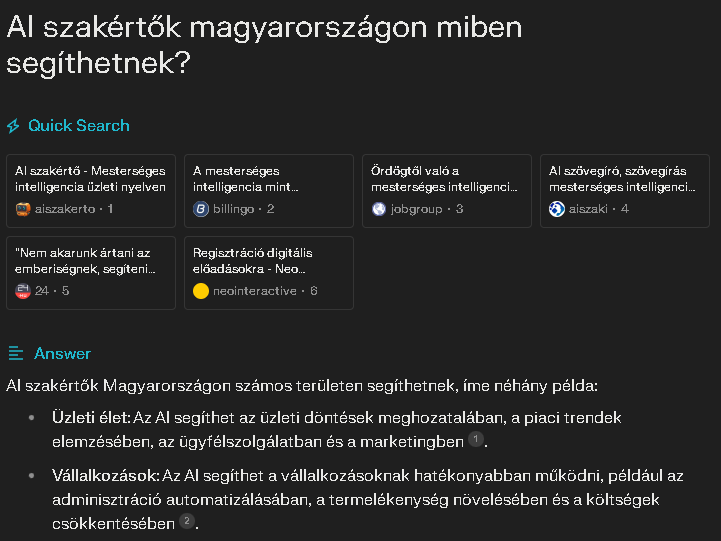 AI szakértők magyarországon miben
segíthetnek?
Quick Search
AI szakértő - Mesterséges
intelligencia üzleti nyelven
aiszakerto · 1
A mesterséges
intelligencia mint...
billingo · 2
Ördögtől való a
mesterséges intelligenci...
jobgroup · 3
AI szövegíró, szövegírás
mesterséges intelligenci...
aiszaki · 4
"Nem akarunk ártani az
emberiségnek, segíteni...
24 · 5
Regisztráció digitális
előadásokra - Neo...
neointeractive · 6
Answer
AI szakértők Magyarországon számos területen segíthetnek, íme néhány példa:
• Üzleti élet: Az AI segíthet az üzleti döntések meghozatalában, a piaci trendek
elemzésében, az ügyfélszolgálatban és a marketingben 1.
• Vállalkozások: Az AI segíthet a vállalkozásoknak hatékonyabban működni, például az
adminisztráció automatizálásában, a termelékenység növelésében és a költségek
csökkentésében 2.